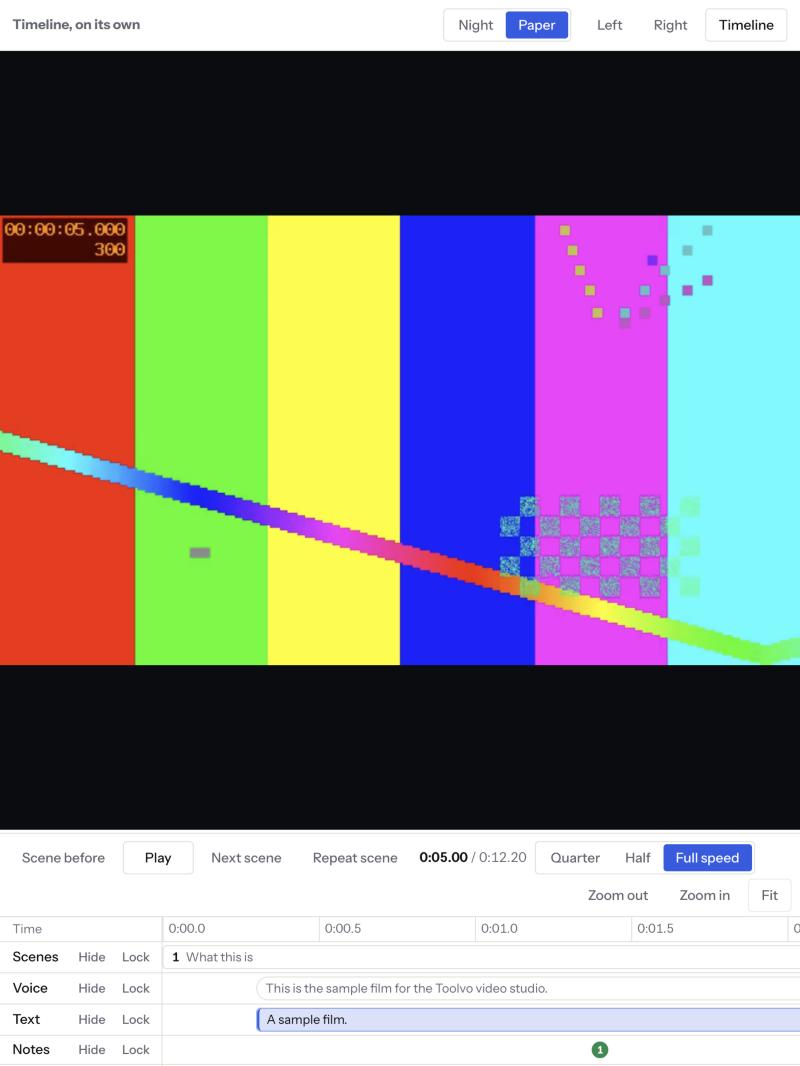 Timeline, on its own Night Paper Left Right Timeline
00:00:05.000
300
Scene before Play Next scene Repeat scene 0:05.00 / 0:12.20 Quarter Half Full speed
Zoom out Zoom in Fit
Time 0:00.0 0:00.5 0:01.0 0:01.5 0
Scenes Hide Lock 1 What this is
Voice Hide Lock This is the sample film for the Toolvo video studio.
Text Hide Lock A sample film.
Notes Hide Lock 1